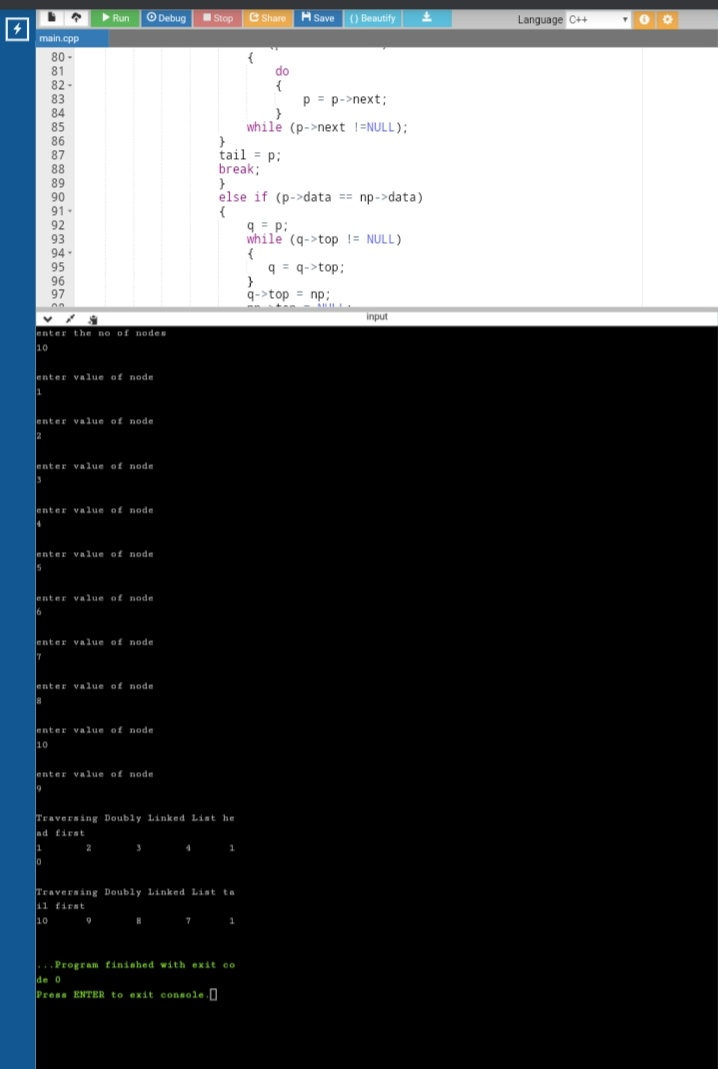 Run Debug Stop Share Save {} Beautify Language C++
main.cpp
80 {
81 do
82 {
83 p = p->next;
84 }
85 while (p->next !=NULL);
86 }
87 tail = p;
88 break;
89 }
90 else if (p->data == np->data)
91 {
92 q = p;
93 while (q->top != NULL)
94 {
95 q = q->top;
96 }
97 q->top = np;
input
enter the no of nodes
10
enter value of node
1
enter value of node
2
enter value of node
3
enter value of node
4
enter value of node
5
enter value of node
6
enter value of node
7
enter value of node
8
enter value of node
10
enter value of node
9
Traversing Doubly Linked List he
ad first
1 2 3 4 1
0
Traversing Doubly Linked List ta
il first
10 9 8 7 1
...Program finished with exit co
de 0
Press ENTER to exit console.